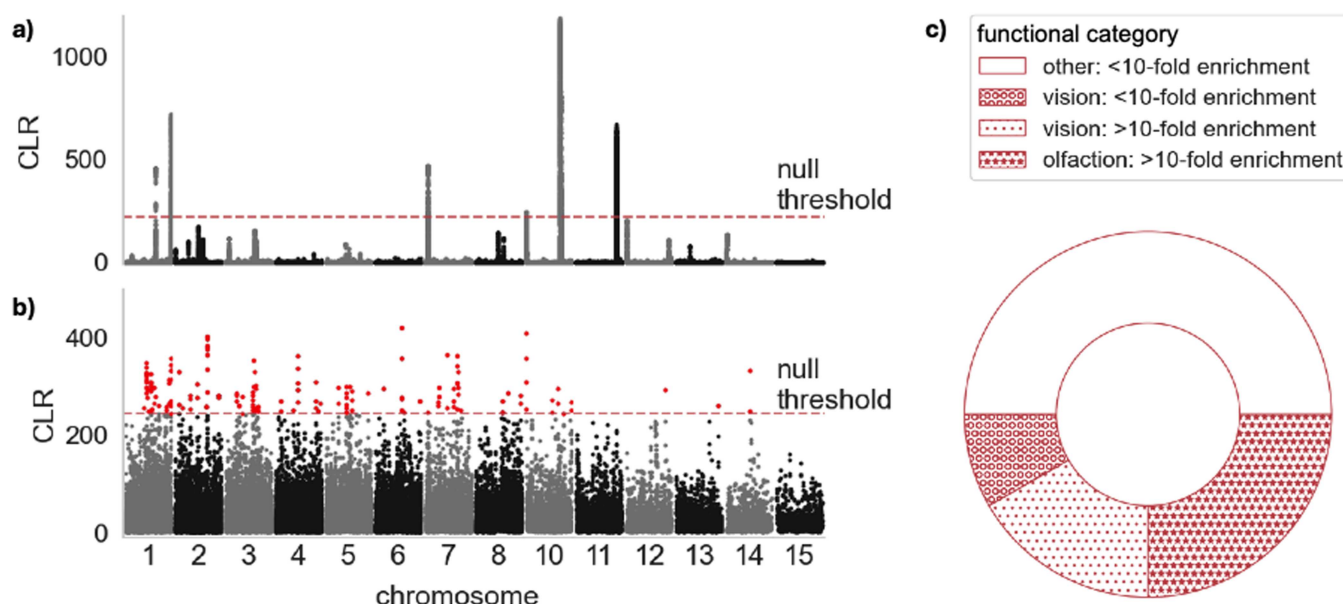 a)
CLR
1000
500
0
null
threshold
b)
CLR
400
200
0
null
threshold
1 2 3 4 5 6 7 8 10 11 12 13 14 15
chromosome
c)
functional category
other: <10-fold enrichment
vision: <10-fold enrichment
vision: >10-fold enrichment
olfaction: >10-fold enrichment